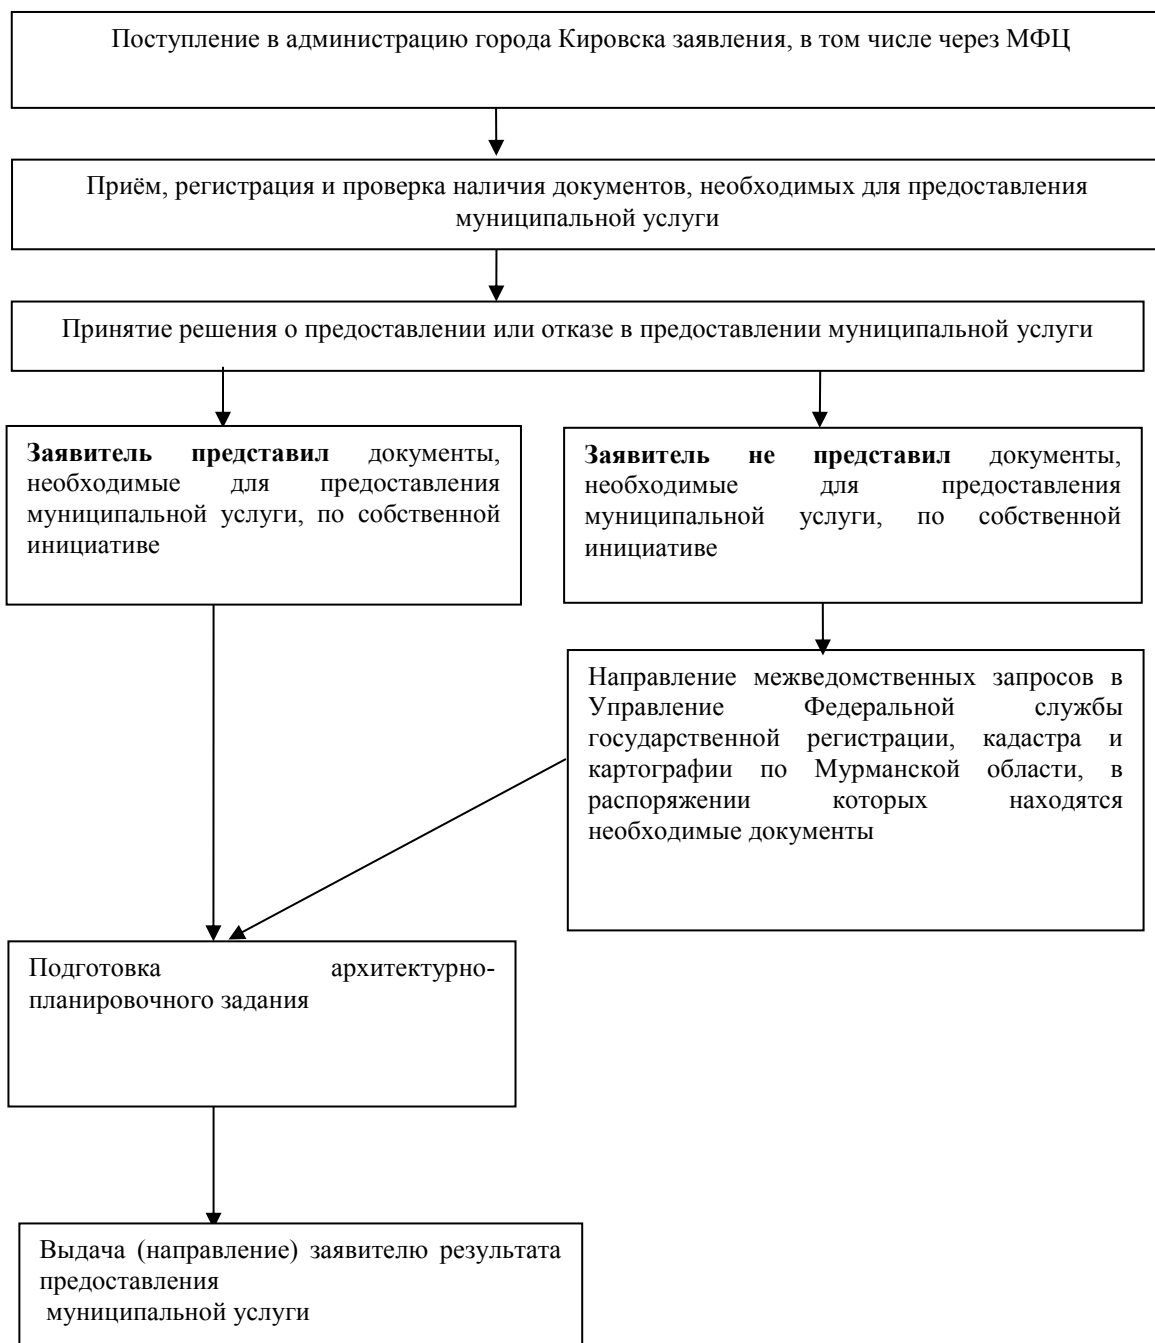 Поступление в администрацию города Кировска заявления, в том числе через МФЦ
Приём, регистрация и проверка наличия документов, необходимых для предоставления
муниципальной услуги
Принятие решения о предоставлении или отказе в предоставлении муниципальной услуги
Заявитель представил документы,
необходимые для предоставления
муниципальной услуги, по собственной
инициативе
Заявитель не представил документы,
необходимые для предоставления
муниципальной услуги, по собственной
инициативе
Направление межведомственных запросов в
Управление Федеральной службы
государственной регистрации, кадастра и
картографии по Мурманской области, в
распоряжении которых находятся
необходимые документы
Подготовка архитектурно-
планировочного задания
Выдача (направление) заявителю результата
предоставления
муниципальной услуги